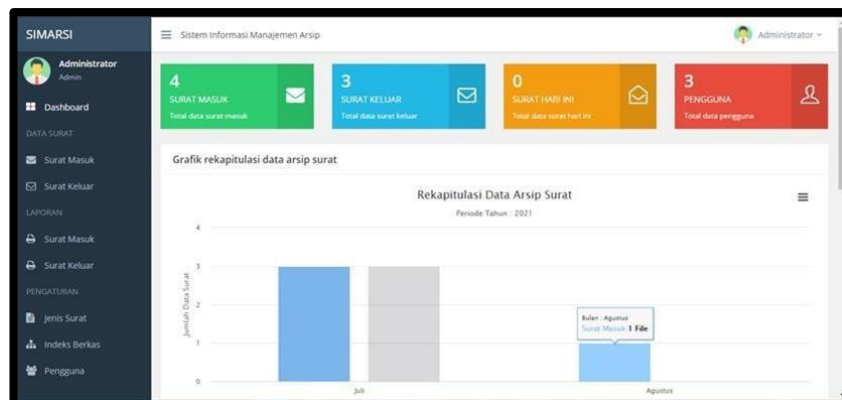 SIMARSI
Sistem Informasi Manajemen Arsip
Administrator
Administrator
Admin
Dashboard
DATA SURAT
Surat Masuk
Surat Keluar
LAPORAN
Surat Masuk
Surat Keluar
PENGATURAN
Jenis Surat
Indeks Berkas
Pengguna
4
SURAT MASUK
Total data surat masuk
3
SURAT KELUAR
Total data surat keluar
0
SURAT HARI INI
Total data surat hari ini
3
PENGGUNA
Total data pengguna
Grafik rekapitulasi data arsip surat
Rekapitulasi Data Arsip Surat
Periode Tahun : 2021
Jumlah Data Surat
4
3
2
1
0
Bulan : Agustus
Surat Masuk 1 File
Juli
Agustus